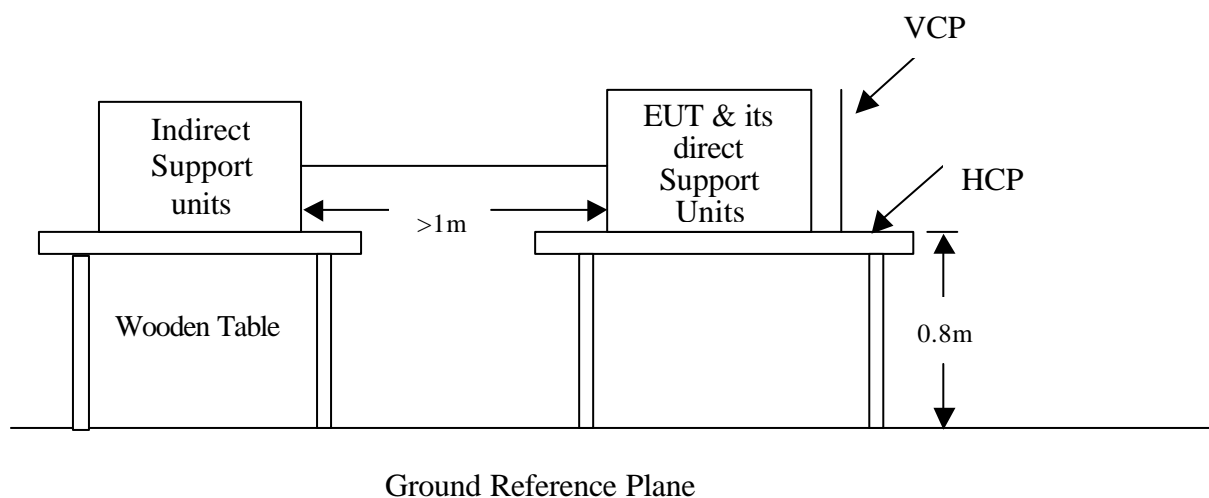 VCP
Indirect
Support
units
EUT & its
direct
Support
Units
HCP
>1m
Wooden Table
0.8m
Ground Reference Plane